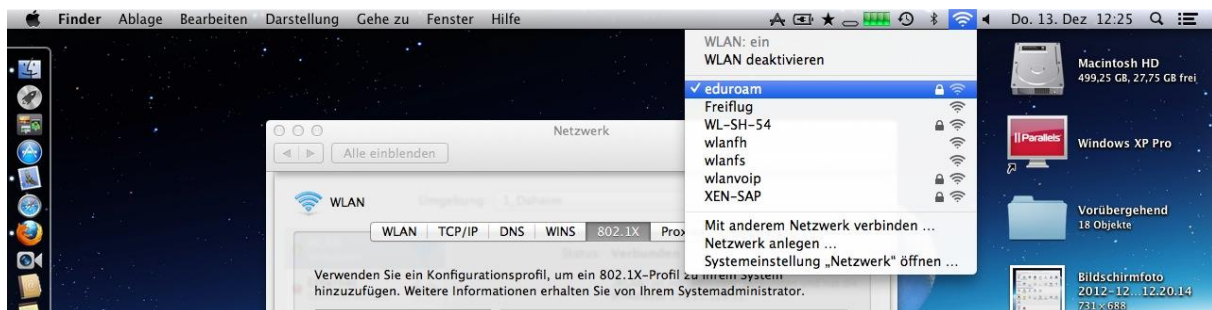 Finder Ablage Bearbeiten Darstellung Gehe zu Fenster Hilfe
Do. 13. Dez 12:25
WLAN: ein
WLAN deaktivieren
eduroam
Freiflug
WL-SH-54
wlanfh
wlanfs
wlanvoip
XEN-SAP
Mit anderem Netzwerk verbinden ...
Netzwerk anlegen ...
Systemeinstellung „Netzwerk" öffnen ...
Netzwerk
Alle einblenden
WLAN
WLAN TCP/IP DNS WINS 802.1X Prox
Verwenden Sie ein Konfigurationsprofil, um ein 802.1X-Profil zu Ihrem System
hinzuzufügen. Weitere Informationen erhalten Sie von Ihrem Systemadministrator.
Macintosh HD
499,25 GB, 27,75 GB frei
|| Parallels
Windows XP Pro
Vorübergehend
18 Objekte
Bildschirmfoto
2012-12...12.20.14
731×688